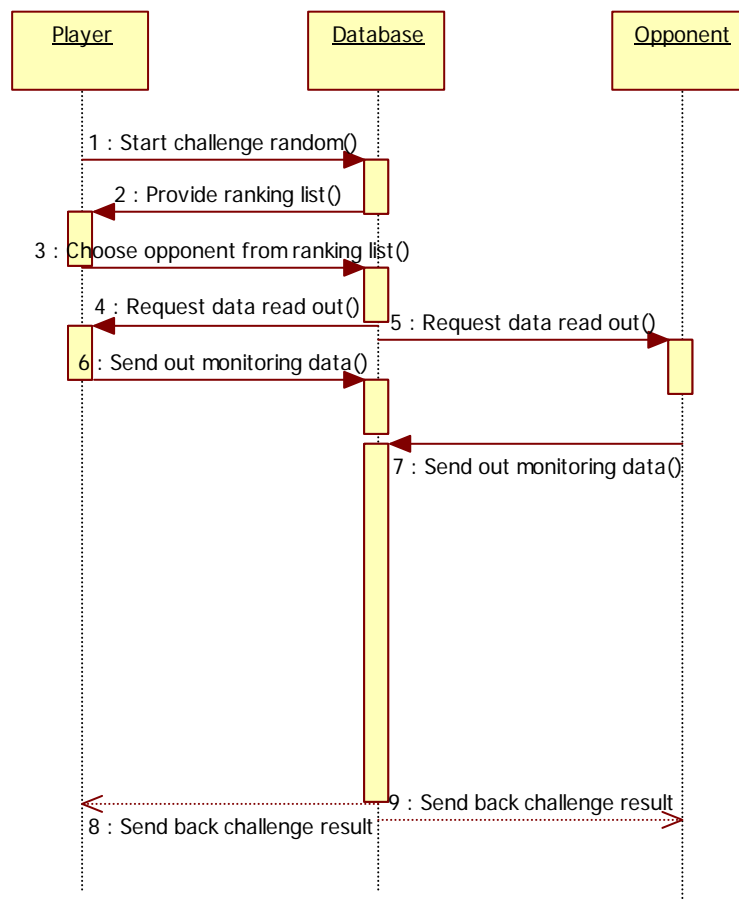 Player
Database
Opponent
1 : Start challenge random()
2 : Provide ranking list()
3 : Choose opponent from ranking list()
4 : Request data read out()
5 : Request data read out()
6 : Send out monitoring data()
7 : Send out monitoring data()
9 : Send back challenge result
8 : Send back challenge result